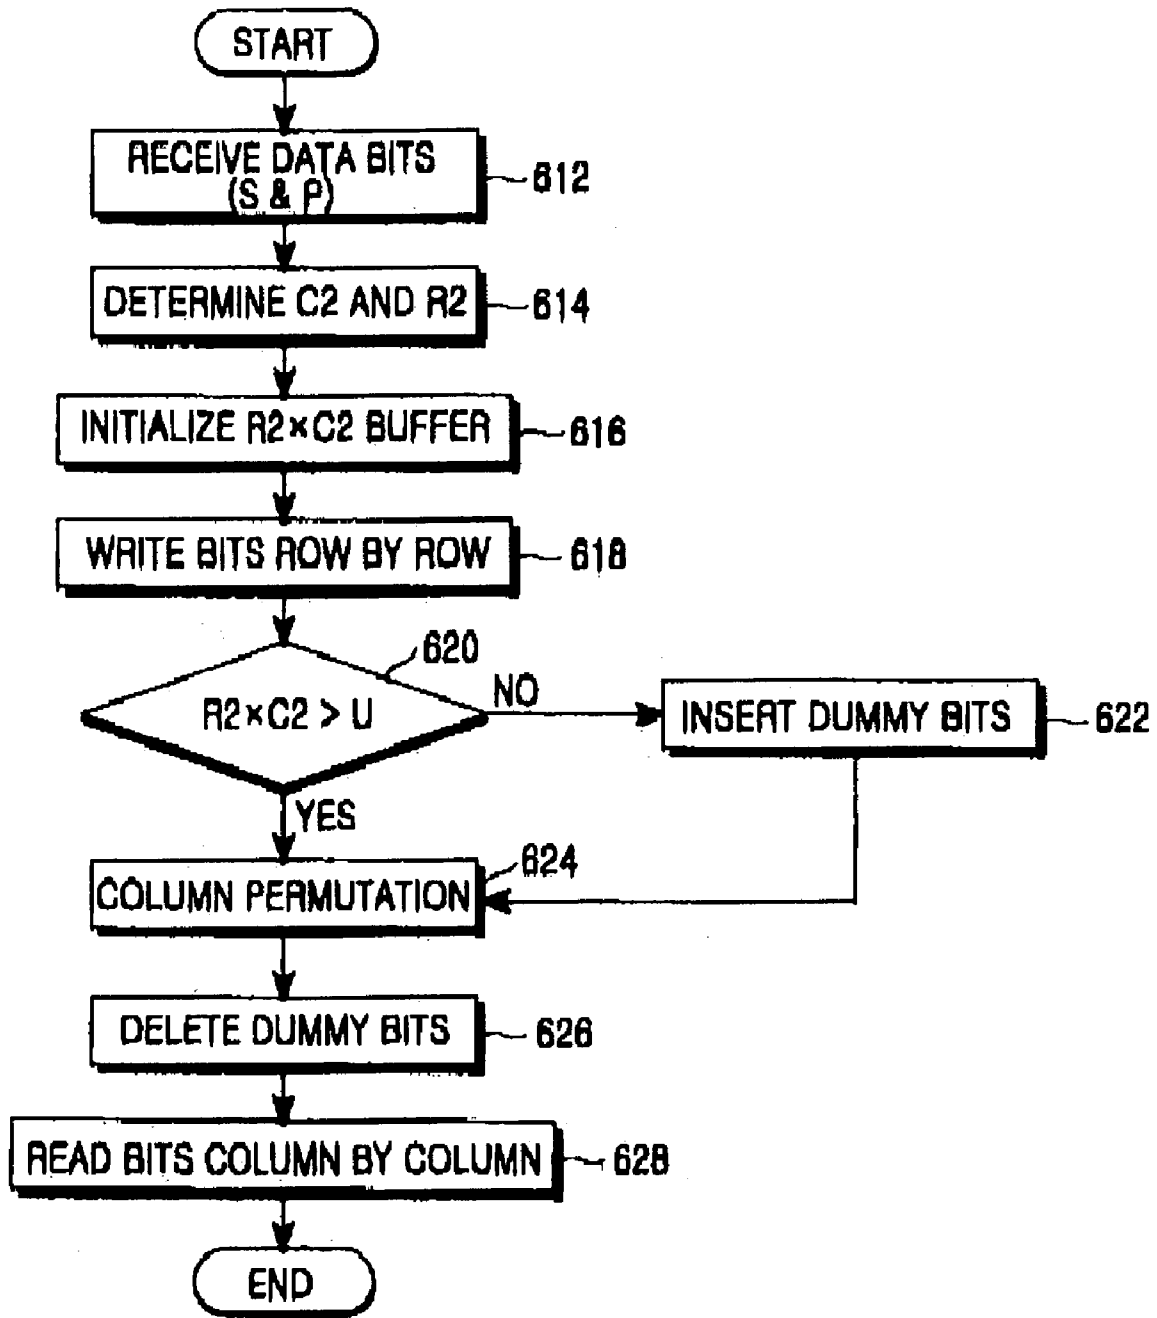 START
RECEIVE DATA BITS
(S & P)
612
DETERMINE C2 AND R2
614
INITIALIZE R2×C2 BUFFER
616
WRITE BITS ROW BY ROW
618
620
R2×C2 > U
NO
INSERT DUMMY BITS
622
YES
624
COLUMN PERMUTATION
DELETE DUMMY BITS
626
READ BITS COLUMN BY COLUMN
628
END